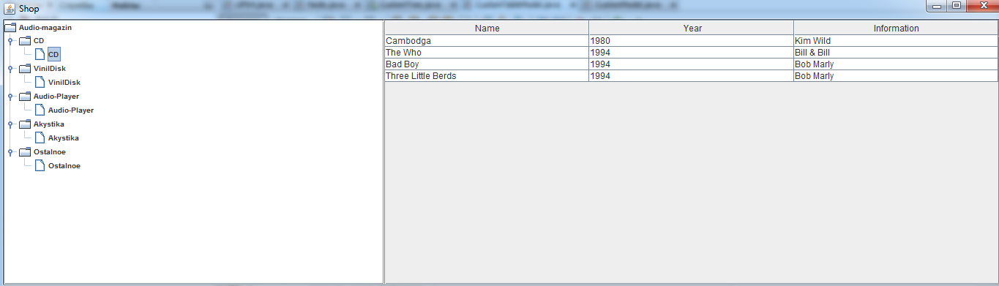 Shop
Audio-magazin
CD
CD
VinilDisk
VinilDisk
Audio-Player
Audio-Player
Akystika
Akystika
Ostalnoe
Ostalnoe
Name Year Information
Cambodga 1980 Kim Wild
The Who 1994 Bill & Bill
Bad Boy 1994 Bob Marly
Three Little Berds 1994 Bob Marly